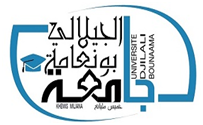 الجيلالي
بونعامة
جامعة
خميس مليانة
KHEMIS MILIANA
UNIVERSITE
DJILALI
BOUNAAMA